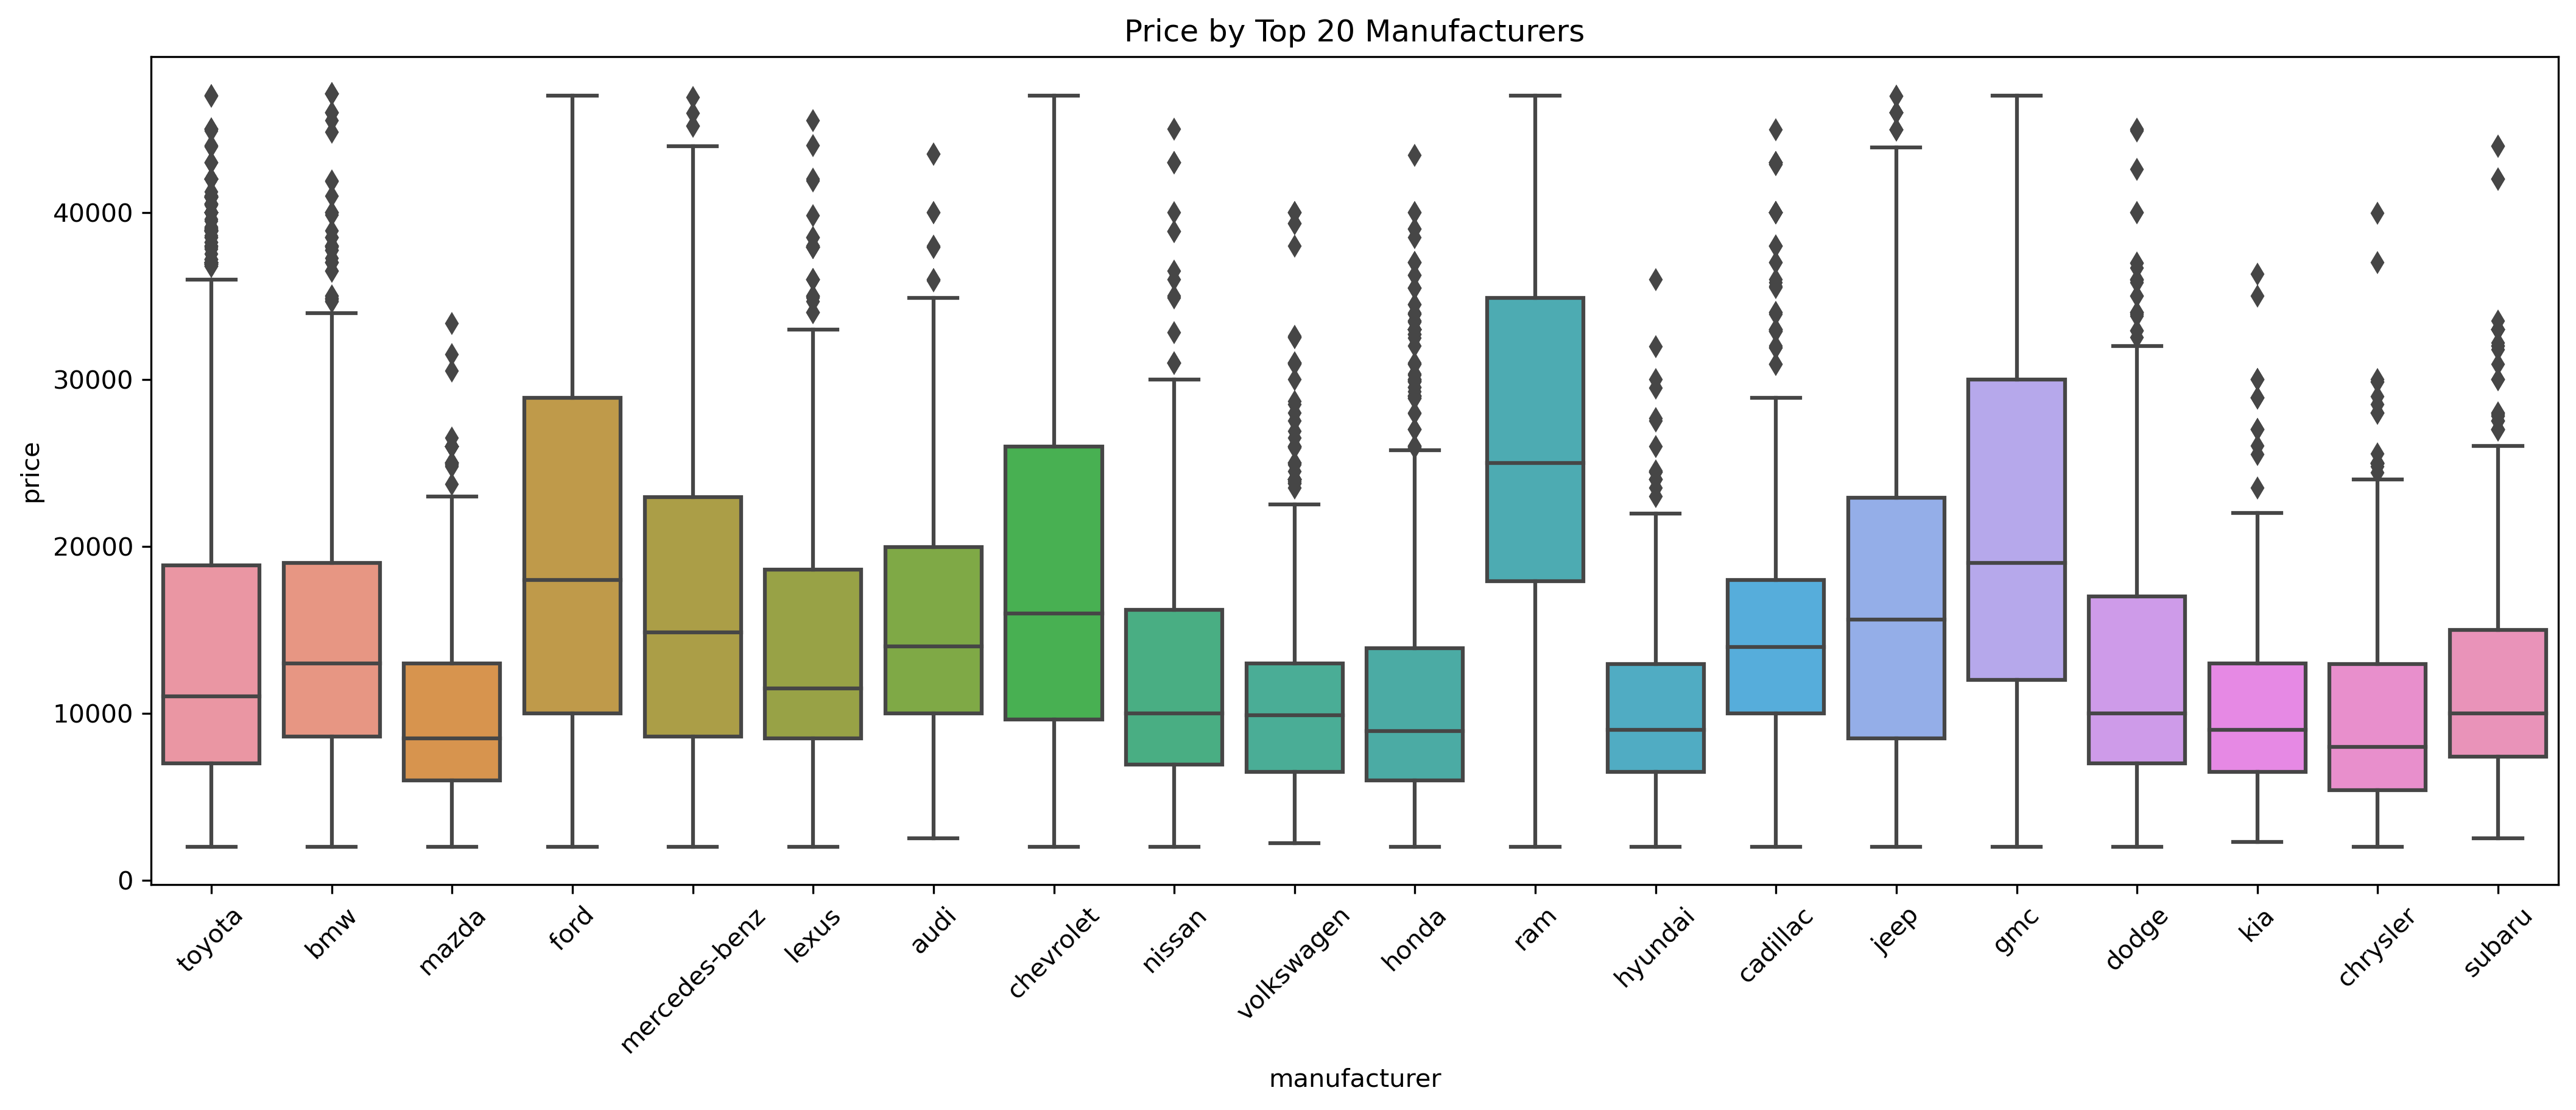 Price by Top 20 Manufacturers
price
40000
30000
20000
10000
0
toyota
bmw
mazda
ford
mercedes-benz
lexus
audi
chevrolet
nissan
volkswagen
honda
ram
hyundai
cadillac
jeep
gmc
dodge
kia
chrysler
subaru
manufacturer